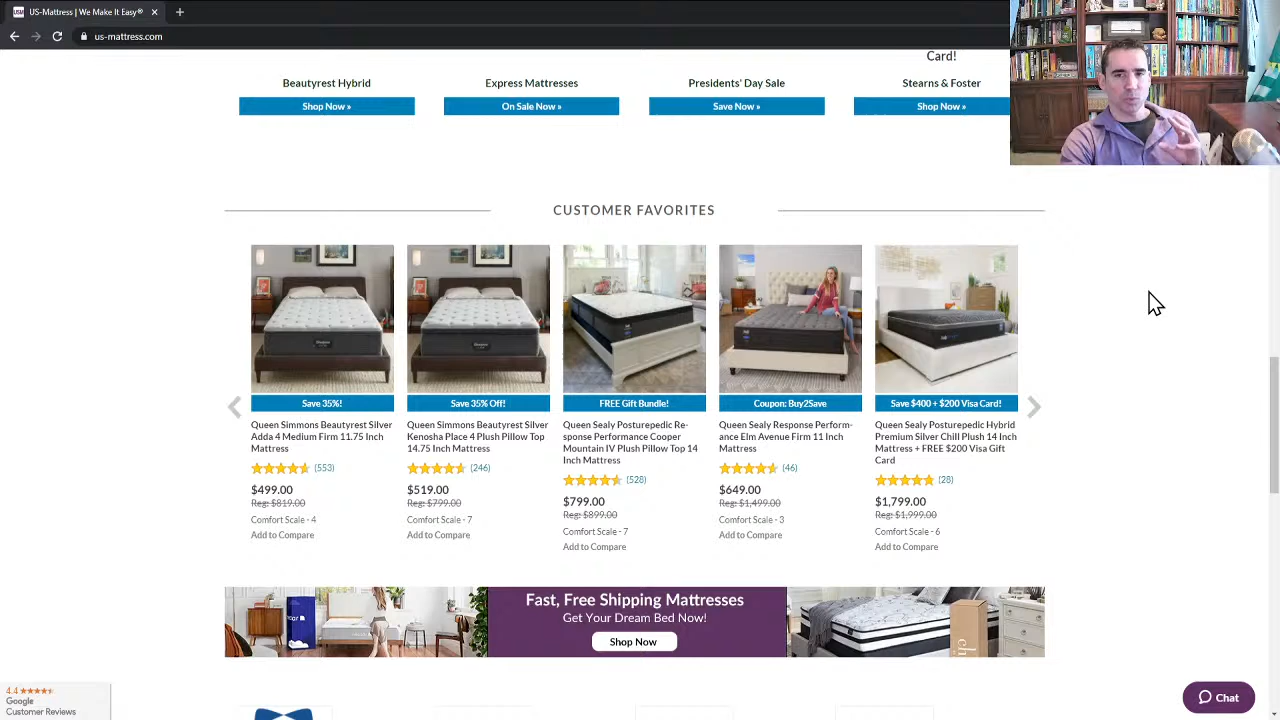 US-Mattress | We Make It Easy®
us-mattress.com
Card!
Beautyrest Hybrid
Express Mattresses
Presidents' Day Sale
Stearns & Foster
Shop Now »
On Sale Now »
Save Now »
Shop Now »
CUSTOMER FAVORITES
Save 35%!
Queen Simmons Beautyrest Silver
Adda 4 Medium Firm 11.75 Inch
Mattress
(553)
$499.00
Reg: $819.00
Comfort Scale - 4
Add to Compare
Save 35% Off!
Queen Simmons Beautyrest Silver
Kenosha Place 4 Plush Pillow Top
14.75 Inch Mattress
(246)
$519.00
Reg: $799.00
Comfort Scale - 7
Add to Compare
FREE Gift Bundle!
Queen Sealy Posturepedic Re-
sponse Performance Cooper
Mountain IV Plush Pillow Top 14
Inch Mattress
(528)
$799.00
Reg: $899.00
Comfort Scale - 7
Add to Compare
Coupon: Buy2Save
Queen Sealy Response Perform-
ance Elm Avenue Firm 11 Inch
Mattress
(46)
$649.00
Reg: $1,499.00
Comfort Scale - 3
Add to Compare
Save $400 + $200 Visa Card!
Queen Sealy Posturepedic Hybrid
Premium Silver Chill Plush 14 Inch
Mattress + FREE $200 Visa Gift
Card
(28)
$1,799.00
Reg: $1,999.00
Comfort Scale - 6
Add to Compare
Fast, Free Shipping Mattresses
Get Your Dream Bed Now!
Shop Now
4.4
Google
Customer Reviews
Chat